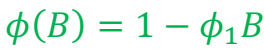 𝜙(𝐵) = 1 − 𝜙₁𝐵